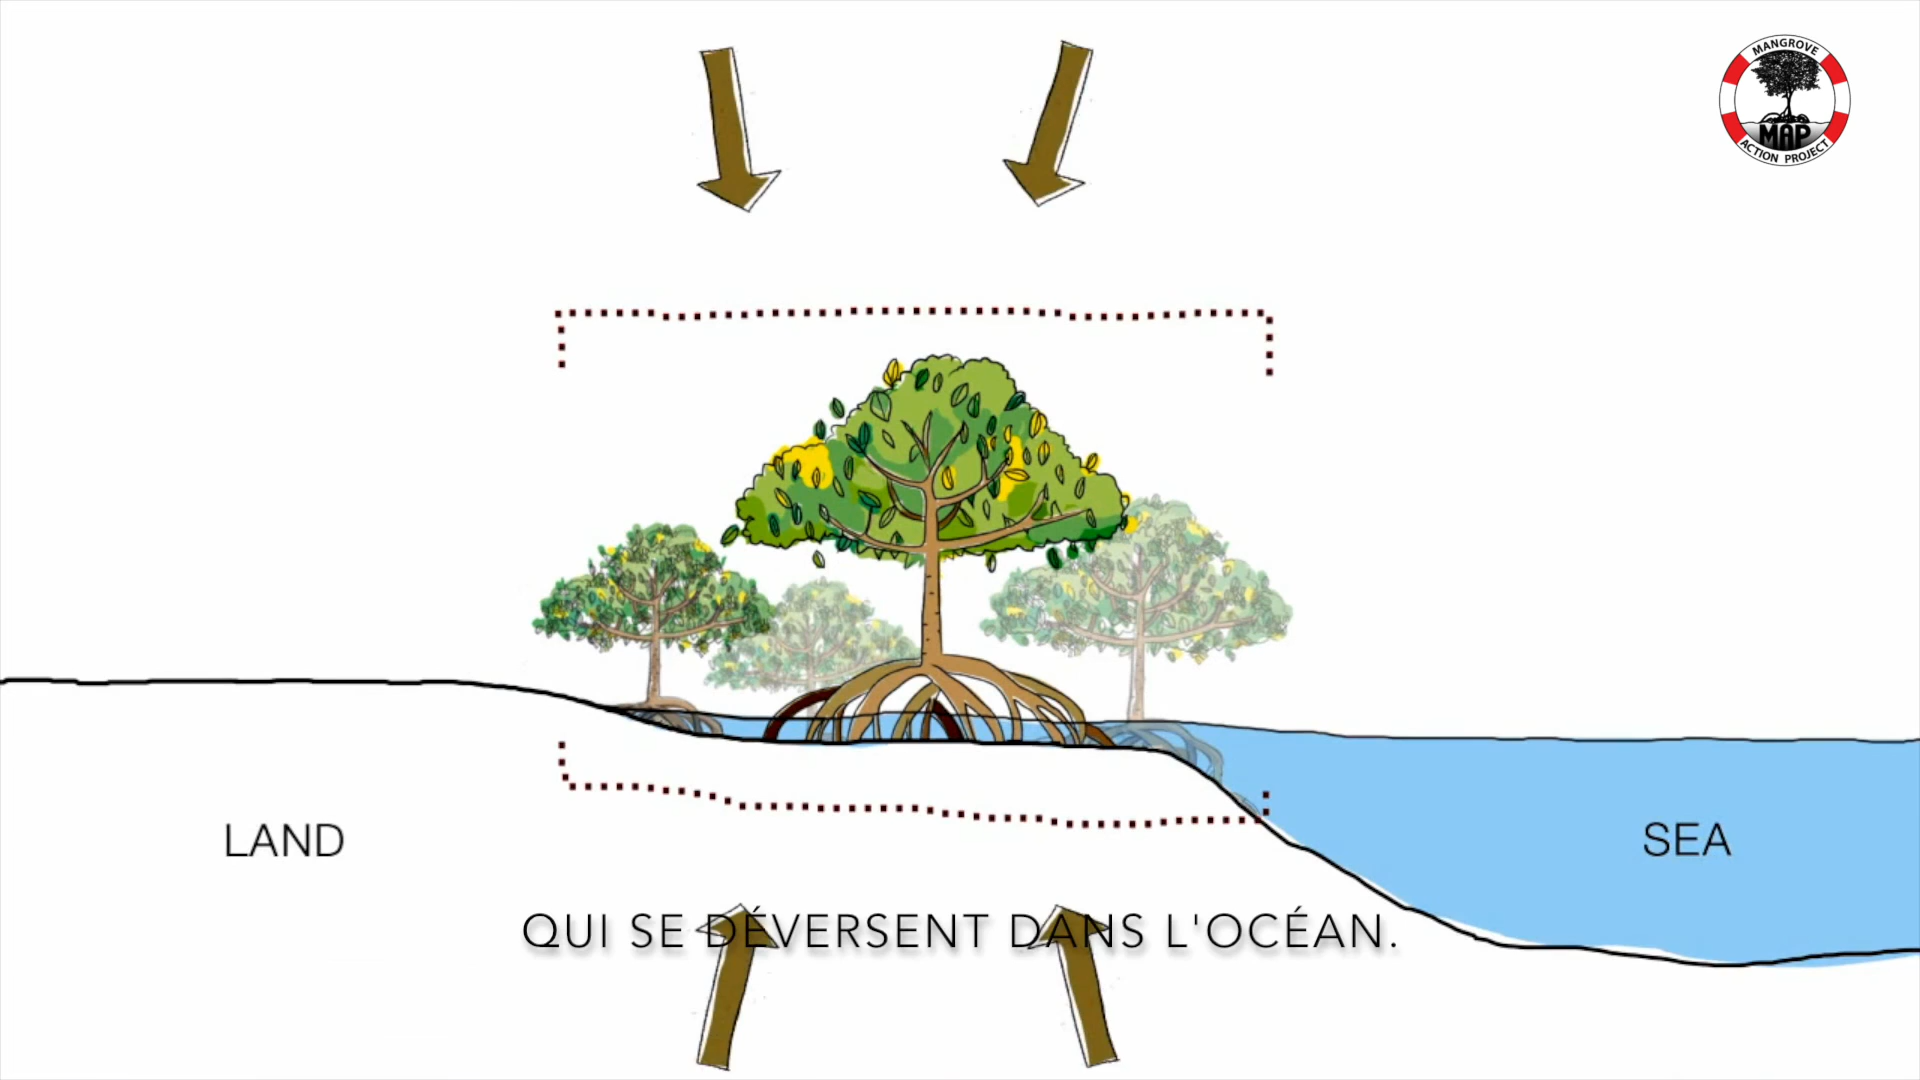 MANGROVE
MAP
ACTION PROJECT
LAND
SEA
QUI SE DÉVERSENT DANS L'OCÉAN.